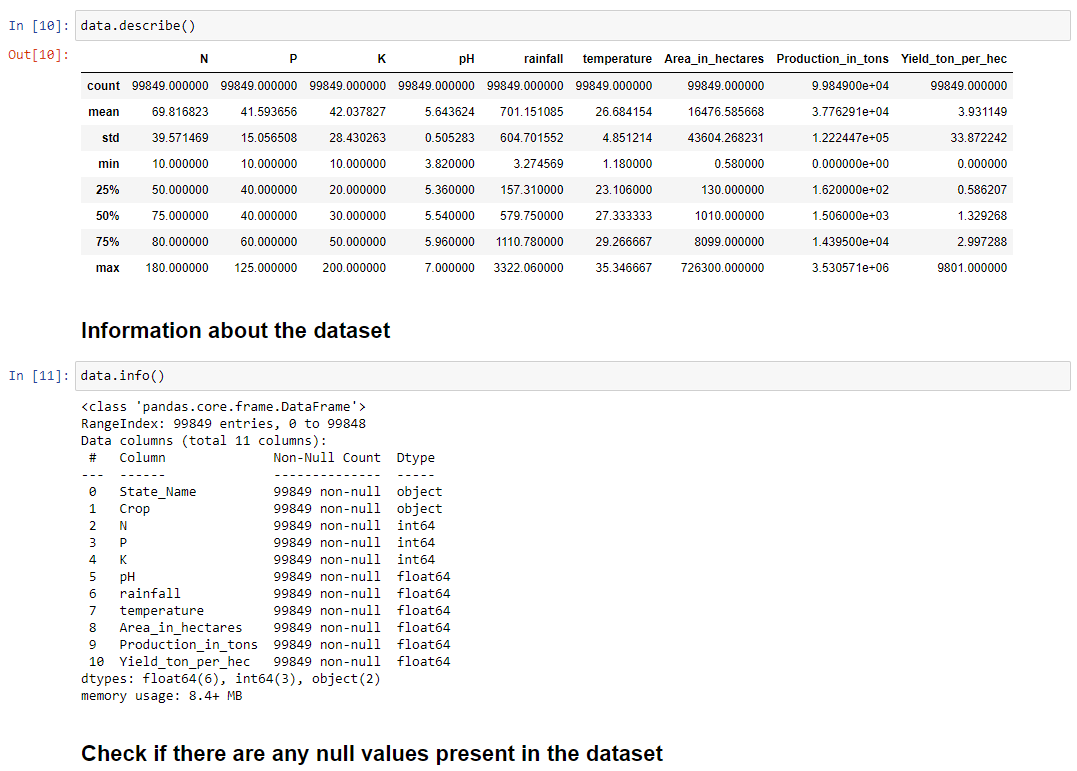 In [10]: data.describe()
Out[10]:
N P K pH rainfall temperature Area_in_hectares Production_in_tons Yield_ton_per_hec
count 99849.000000 99849.000000 99849.000000 99849.000000 99849.000000 99849.000000 99849.000000 9.984900e+04 99849.000000
mean 69.816823 41.593656 42.037827 5.643624 701.151085 26.684154 16476.585668 3.776291e+04 3.931149
std 39.571469 15.056508 28.430263 0.505283 604.701552 4.851214 43604.268231 1.222447e+05 33.872242
min 10.000000 10.000000 10.000000 3.820000 3.274569 1.180000 0.580000 0.000000e+00 0.000000
25% 50.000000 40.000000 20.000000 5.360000 157.310000 23.106000 130.000000 1.620000e+02 0.586207
50% 75.000000 40.000000 30.000000 5.540000 579.750000 27.333333 1010.000000 1.506000e+03 1.329268
75% 80.000000 60.000000 50.000000 5.960000 1110.780000 29.266667 8099.000000 1.439500e+04 2.997288
max 180.000000 125.000000 200.000000 7.000000 3322.060000 35.346667 726300.000000 3.530571e+06 9801.000000
Information about the dataset
In [11]: data.info()
<class 'pandas.core.frame.DataFrame'>
RangeIndex: 99849 entries, 0 to 99848
Data columns (total 11 columns):
# Column Non-Null Count Dtype
--- ------ -------------- -----
0 State_Name 99849 non-null object
1 Crop 99849 non-null object
2 N 99849 non-null int64
3 P 99849 non-null int64
4 K 99849 non-null int64
5 pH 99849 non-null float64
6 rainfall 99849 non-null float64
7 temperature 99849 non-null float64
8 Area_in_hectares 99849 non-null float64
9 Production_in_tons 99849 non-null float64
10 Yield_ton_per_hec 99849 non-null float64
dtypes: float64(6), int64(3), object(2)
memory usage: 8.4+ MB
Check if there are any null values present in the dataset